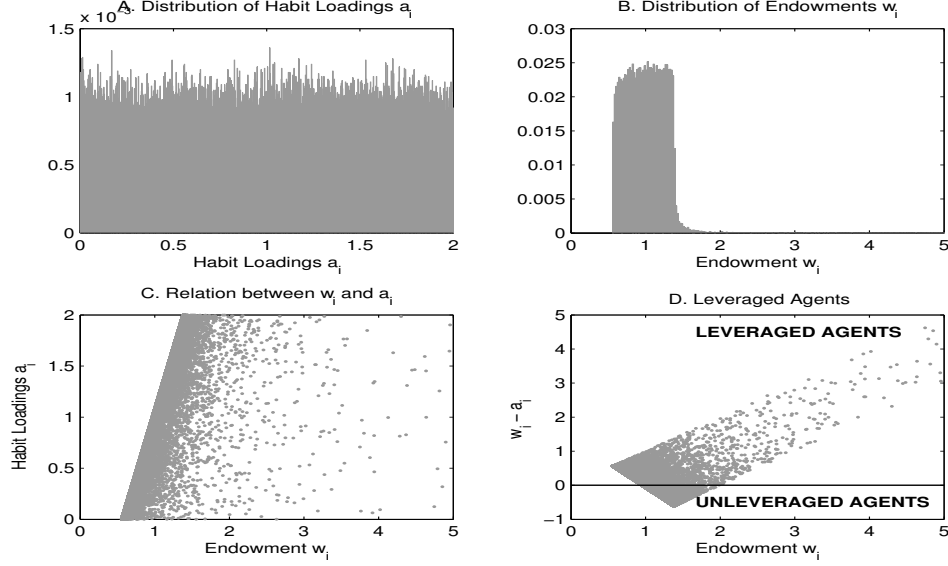 A. Distribution of Habit Loadings a_i
x 10^-3
1.5
1
0.5
0
0 0.5 1 1.5 2
Habit Loadings a_i
B. Distribution of Endowments w_i
0.03
0.025
0.02
0.015
0.01
0.005
0
0 1 2 3 4 5
Endowment w_i
C. Relation between w_i and a_i
Habit Loadings a_i
2
1.5
1
0.5
0
0 1 2 3 4 5
Endowment w_i
D. Leveraged Agents
w_i − a_i
5
4
3
2
1
0
−1
LEVERAGED AGENTS
UNLEVERAGED AGENTS
0 1 2 3 4 5
Endowment w_i